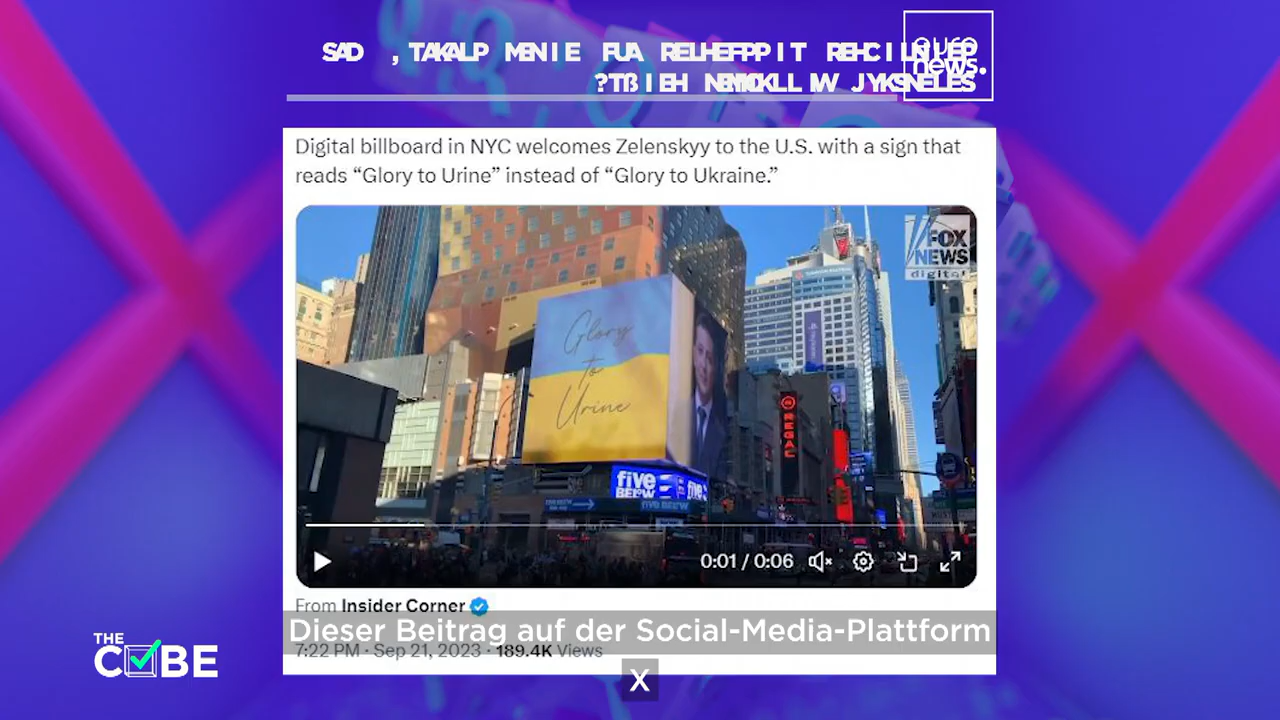 euro
news.
Digital billboard in NYC welcomes Zelenskyy to the U.S. with a sign that
reads “Glory to Urine” instead of “Glory to Ukraine.”
FOX
NEWS
digital
Glory
to
Urine
REGAL
five
BEL°W
five
0:01 / 0:06
From Insider Corner
Dieser Beitrag auf der Social-Media-Plattform
X
7:22 PM · Sep 21, 2023 · 189.4K Views
THE
CUBE